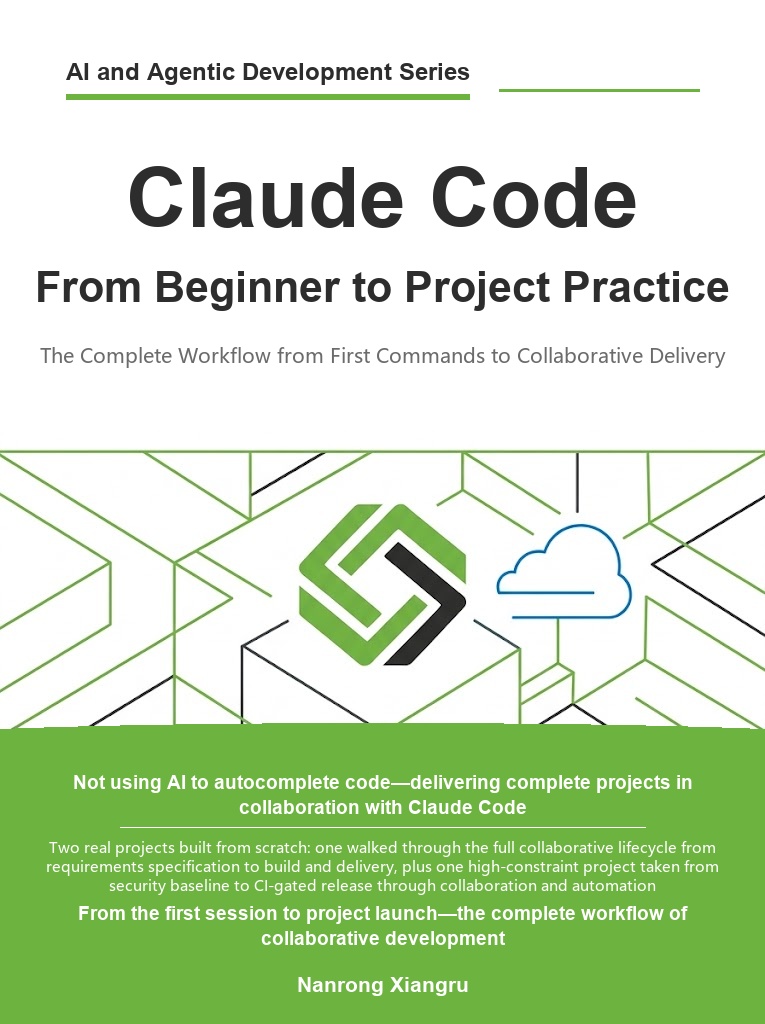 AI and Agentic Development Series
Claude Code
From Beginner to Project Practice
The Complete Workflow from First Commands to Collaborative Delivery
Not using AI to autocomplete code—delivering complete projects in
collaboration with Claude Code
Two real projects built from scratch: one walked through the full collaborative lifecycle from
requirements specification to build and delivery, plus one high-constraint project taken from
security baseline to CI-gated release through collaboration and automation
From the first session to project launch—the complete workflow of
collaborative development
Nanrong Xiangru